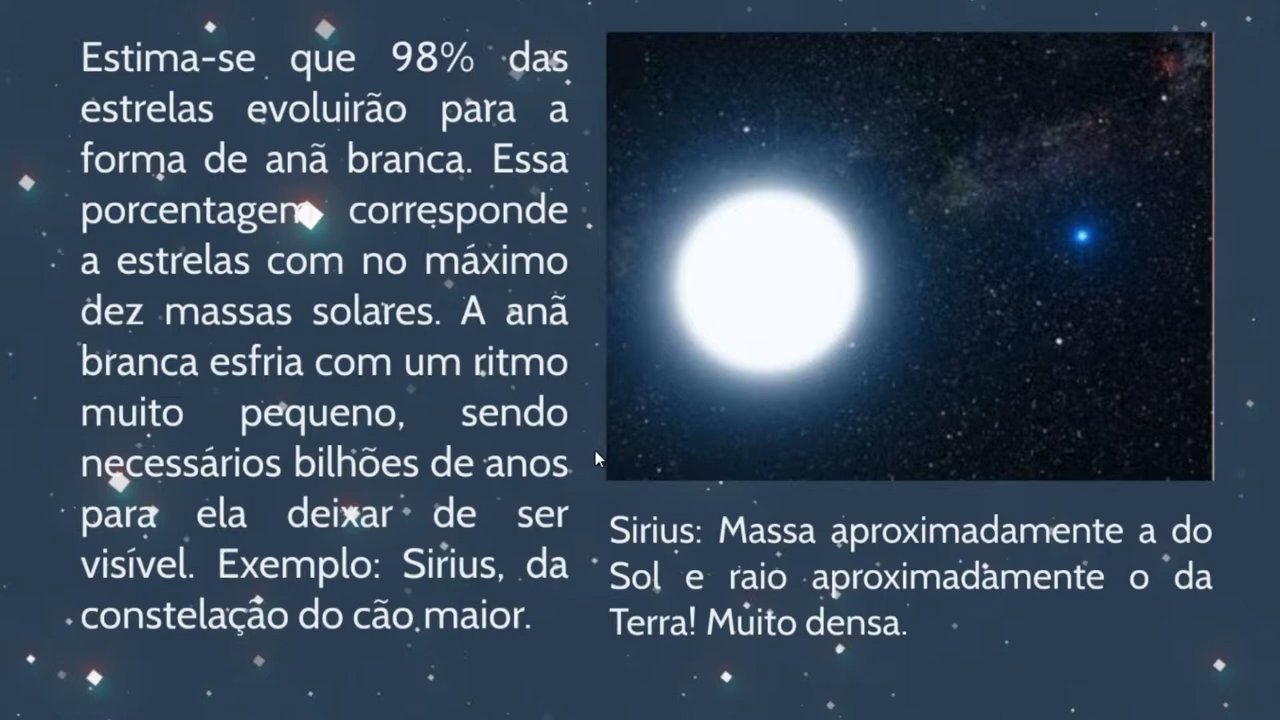 Estima-se que 98% das
estrelas evoluirão para a
forma de anã branca. Essa
porcentagem corresponde
a estrelas com no máximo
dez massas solares. A anã
branca esfria com um ritmo
muito pequeno, sendo
necessários bilhões de anos
para ela deixar de ser
visível. Exemplo: Sirius, da
constelação do cão maior.
Sirius: Massa aproximadamente a do
Sol e raio aproximadamente o da
Terra! Muito densa.